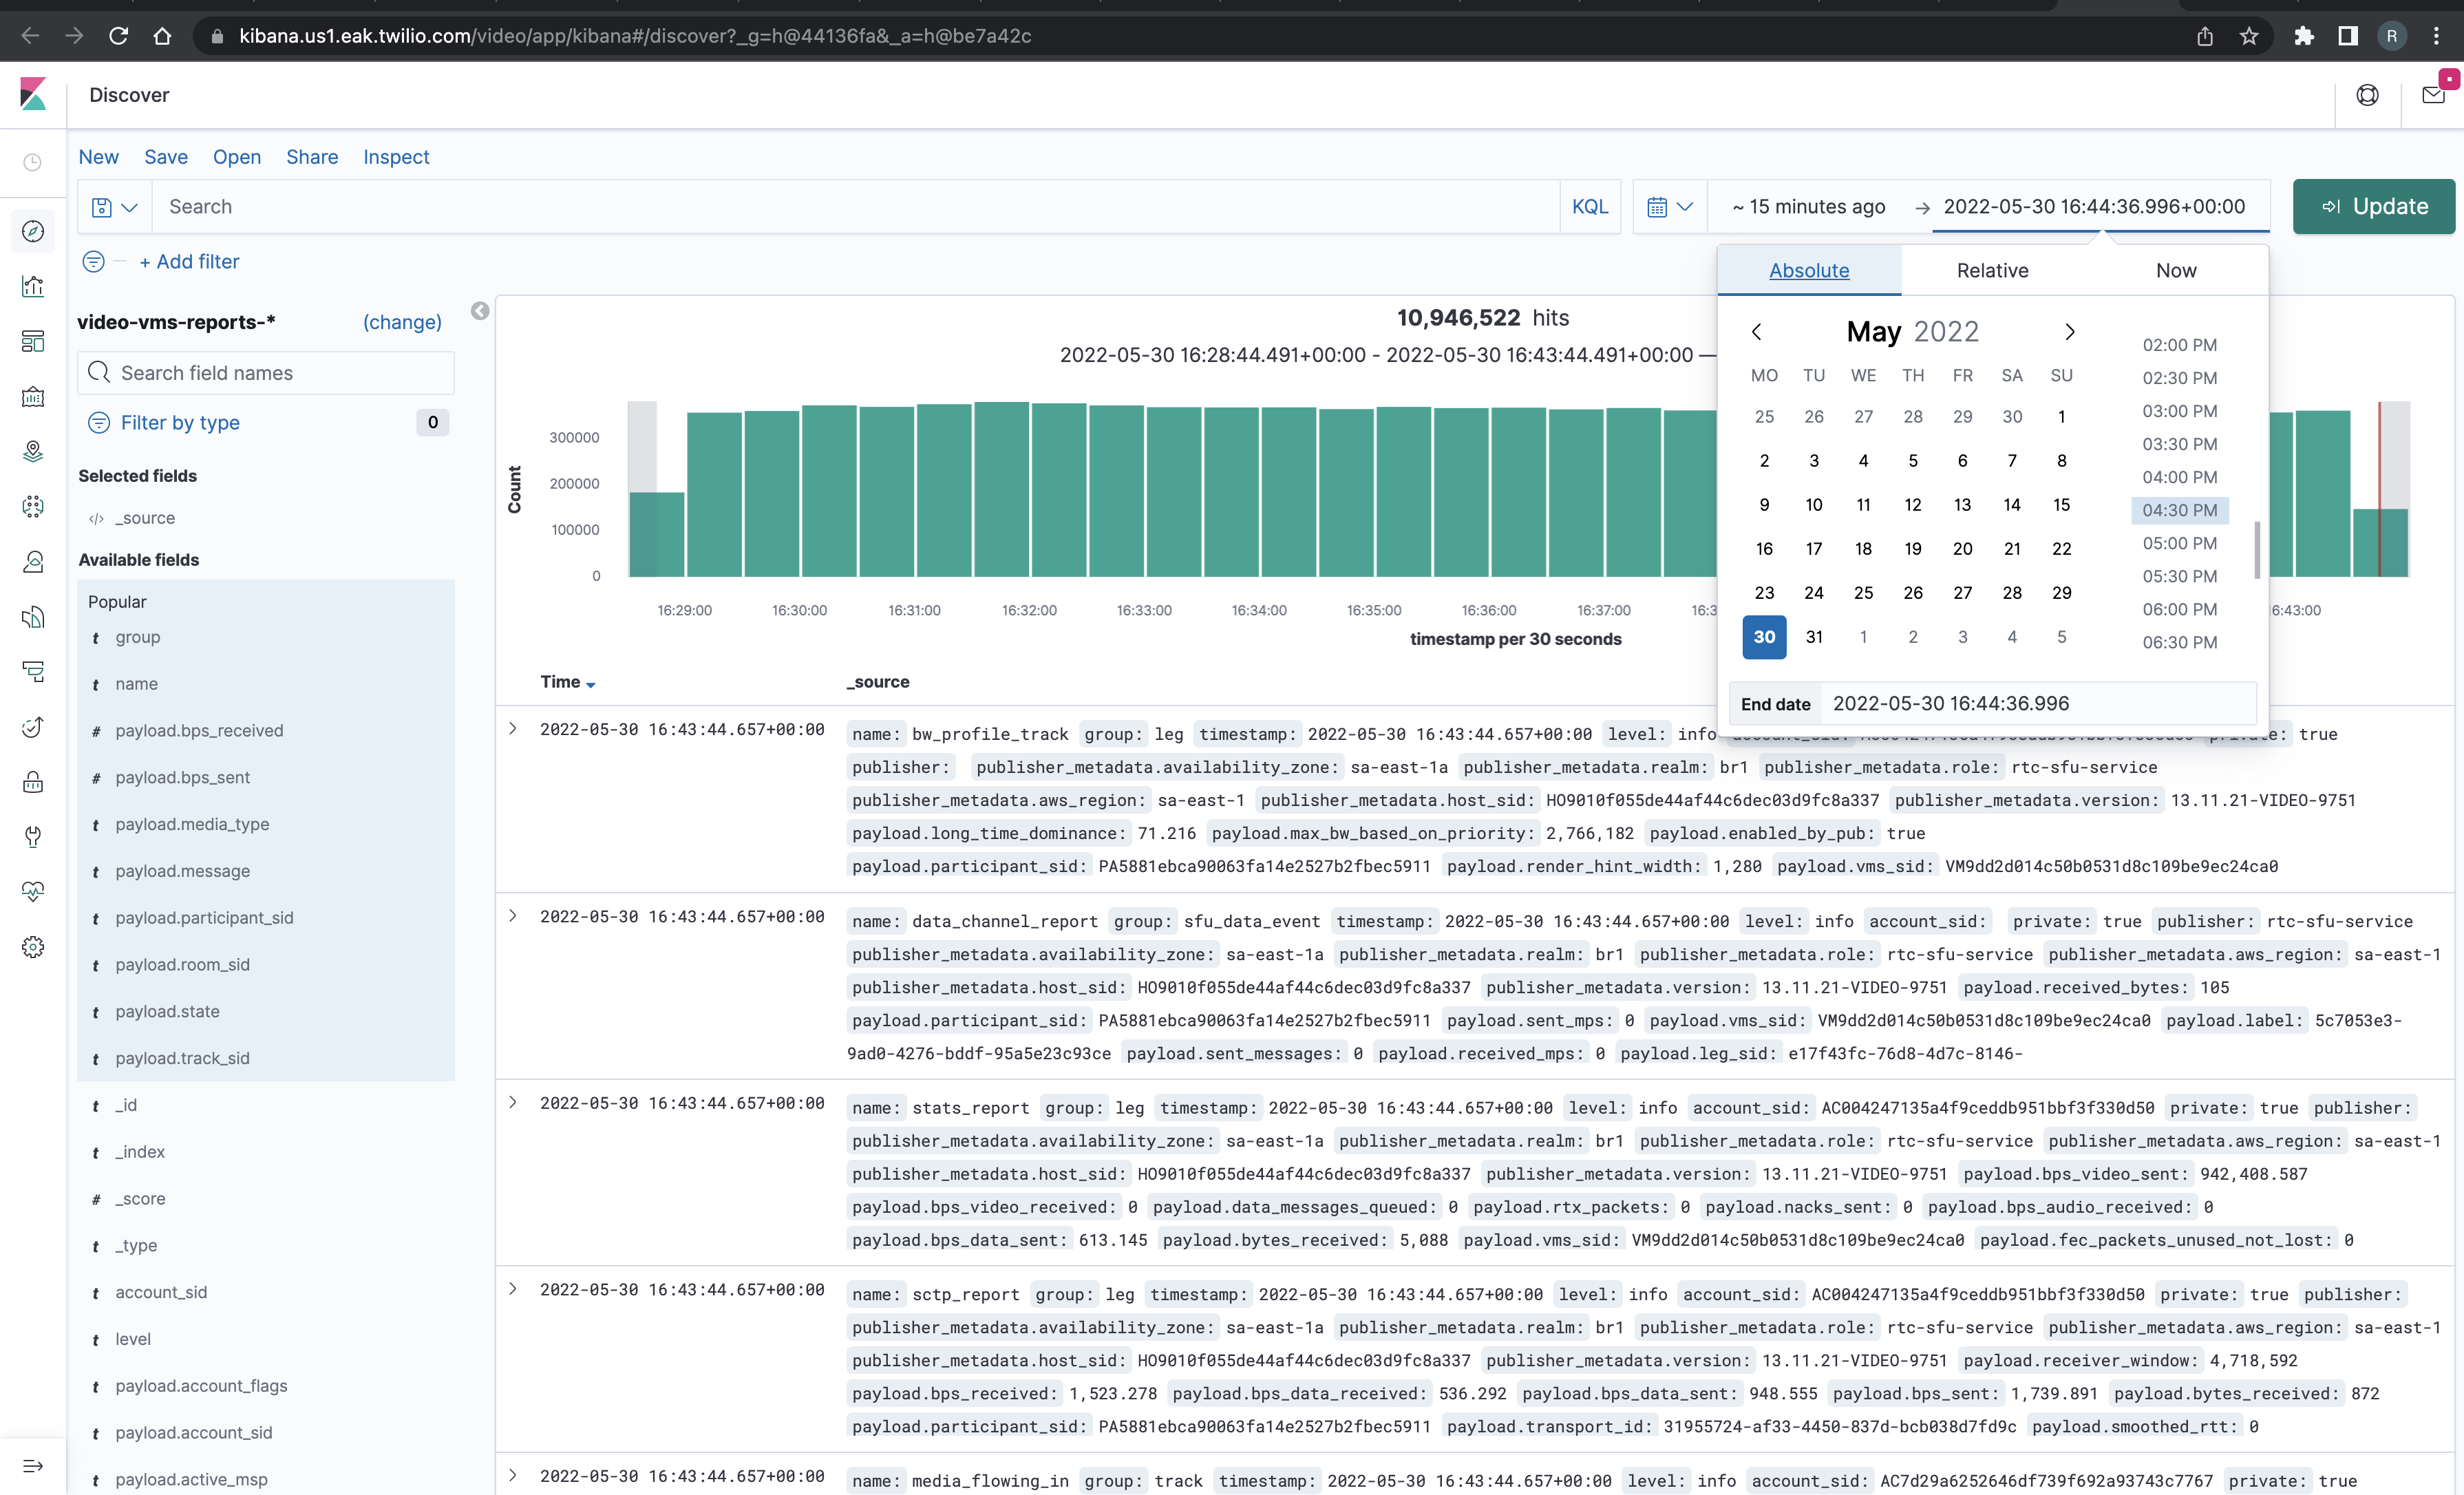 kibana.us1.eak.twilio.com/video/app/kibana#/discover?_g=h@44136fa&_a=h@be7a42c
R
Discover
New Save Open Share Inspect
Search KQL ~ 15 minutes ago → 2022-05-30 16:44:36.996+00:00 Update
+ Add filter
Absolute Relative Now
video-vms-reports-* (change)
Search field names
Filter by type 0
Selected fields
_source
Available fields
Popular
t group
t name
# payload.bps_received
# payload.bps_sent
t payload.media_type
t payload.message
t payload.participant_sid
t payload.room_sid
t payload.state
t payload.track_sid
t _id
t _index
# _score
t _type
t account_sid
t level
t payload.account_flags
t payload.account_sid
t payload.active_msp
10,946,522 hits
2022-05-30 16:28:44.491+00:00 - 2022-05-30 16:43:44.491+00:00 —
Count
300000
200000
100000
0
16:29:00 16:30:00 16:31:00 16:32:00 16:33:00 16:34:00 16:35:00 16:36:00 16:37:00 16:3 6:43:00
timestamp per 30 seconds
May 2022
MO TU WE TH FR SA SU
25 26 27 28 29 30 1
2 3 4 5 6 7 8
9 10 11 12 13 14 15
16 17 18 19 20 21 22
23 24 25 26 27 28 29
30 31 1 2 3 4 5
02:00 PM
02:30 PM
03:00 PM
03:30 PM
04:00 PM
04:30 PM
05:00 PM
05:30 PM
06:00 PM
06:30 PM
End date 2022-05-30 16:44:36.996
Time _source
2022-05-30 16:43:44.657+00:00 name: bw_profile_track group: leg timestamp: 2022-05-30 16:43:44.657+00:00 level: info true
publisher: publisher_metadata.availability_zone: sa-east-1a publisher_metadata.realm: br1 publisher_metadata.role: rtc-sfu-service
publisher_metadata.aws_region: sa-east-1 publisher_metadata.host_sid: HO9010f055de44af44c6dec03d9fc8a337 publisher_metadata.version: 13.11.21-VIDEO-9751
payload.long_time_dominance: 71.216 payload.max_bw_based_on_priority: 2,766,182 payload.enabled_by_pub: true
payload.participant_sid: PA5881ebca90063fa14e2527b2fbec5911 payload.render_hint_width: 1,280 payload.vms_sid: VM9dd2d014c50b0531d8c109be9ec24ca0
2022-05-30 16:43:44.657+00:00 name: data_channel_report group: sfu_data_event timestamp: 2022-05-30 16:43:44.657+00:00 level: info account_sid: private: true publisher: rtc-sfu-service
publisher_metadata.availability_zone: sa-east-1a publisher_metadata.realm: br1 publisher_metadata.role: rtc-sfu-service publisher_metadata.aws_region: sa-east-1
publisher_metadata.host_sid: HO9010f055de44af44c6dec03d9fc8a337 publisher_metadata.version: 13.11.21-VIDEO-9751 payload.received_bytes: 105
payload.participant_sid: PA5881ebca90063fa14e2527b2fbec5911 payload.sent_mps: 0 payload.vms_sid: VM9dd2d014c50b0531d8c109be9ec24ca0 payload.label: 5c7053e3-
9ad0-4276-bddf-95a5e23c93ce payload.sent_messages: 0 payload.received_mps: 0 payload.leg_sid: e17f43fc-76d8-4d7c-8146-
2022-05-30 16:43:44.657+00:00 name: stats_report group: leg timestamp: 2022-05-30 16:43:44.657+00:00 level: info account_sid: AC004247135a4f9ceddb951bbf3f330d50 private: true publisher:
publisher_metadata.availability_zone: sa-east-1a publisher_metadata.realm: br1 publisher_metadata.role: rtc-sfu-service publisher_metadata.aws_region: sa-east-1
publisher_metadata.host_sid: HO9010f055de44af44c6dec03d9fc8a337 publisher_metadata.version: 13.11.21-VIDEO-9751 payload.bps_video_sent: 942,408.587
payload.bps_video_received: 0 payload.data_messages_queued: 0 payload.rtx_packets: 0 payload.nacks_sent: 0 payload.bps_audio_received: 0
payload.bps_data_sent: 613.145 payload.bytes_received: 5,088 payload.vms_sid: VM9dd2d014c50b0531d8c109be9ec24ca0 payload.fec_packets_unused_not_lost: 0
2022-05-30 16:43:44.657+00:00 name: sctp_report group: leg timestamp: 2022-05-30 16:43:44.657+00:00 level: info account_sid: AC004247135a4f9ceddb951bbf3f330d50 private: true publisher:
publisher_metadata.availability_zone: sa-east-1a publisher_metadata.realm: br1 publisher_metadata.role: rtc-sfu-service publisher_metadata.aws_region: sa-east-1
publisher_metadata.host_sid: HO9010f055de44af44c6dec03d9fc8a337 publisher_metadata.version: 13.11.21-VIDEO-9751 payload.receiver_window: 4,718,592
payload.bps_received: 1,523.278 payload.bps_data_received: 536.292 payload.bps_data_sent: 948.555 payload.bps_sent: 1,739.891 payload.bytes_received: 872
payload.participant_sid: PA5881ebca90063fa14e2527b2fbec5911 payload.transport_id: 31955724-af33-4450-837d-bcb038d7fd9c payload.smoothed_rtt: 0
2022-05-30 16:43:44.657+00:00 name: media_flowing_in group: track timestamp: 2022-05-30 16:43:44.657+00:00 level: info account_sid: AC7d29a6252646df739f692a93743c7767 private: true